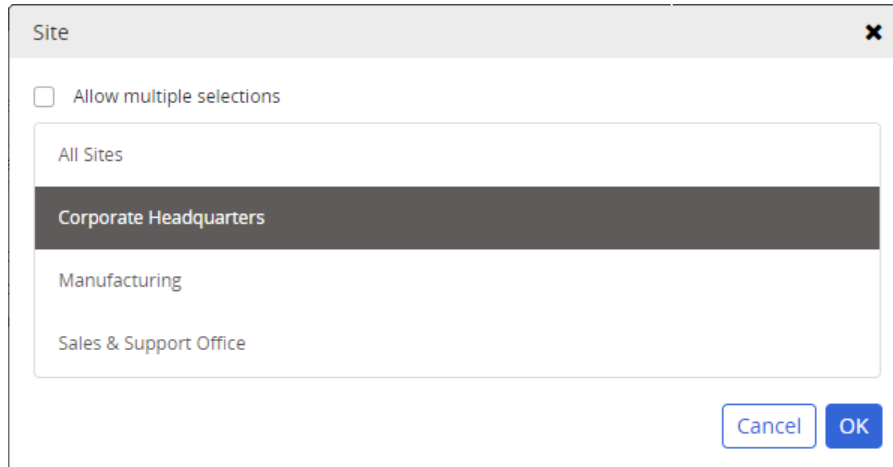 Site
Allow multiple selections
All Sites
Corporate Headquarters
Manufacturing
Sales & Support Office
Cancel OK